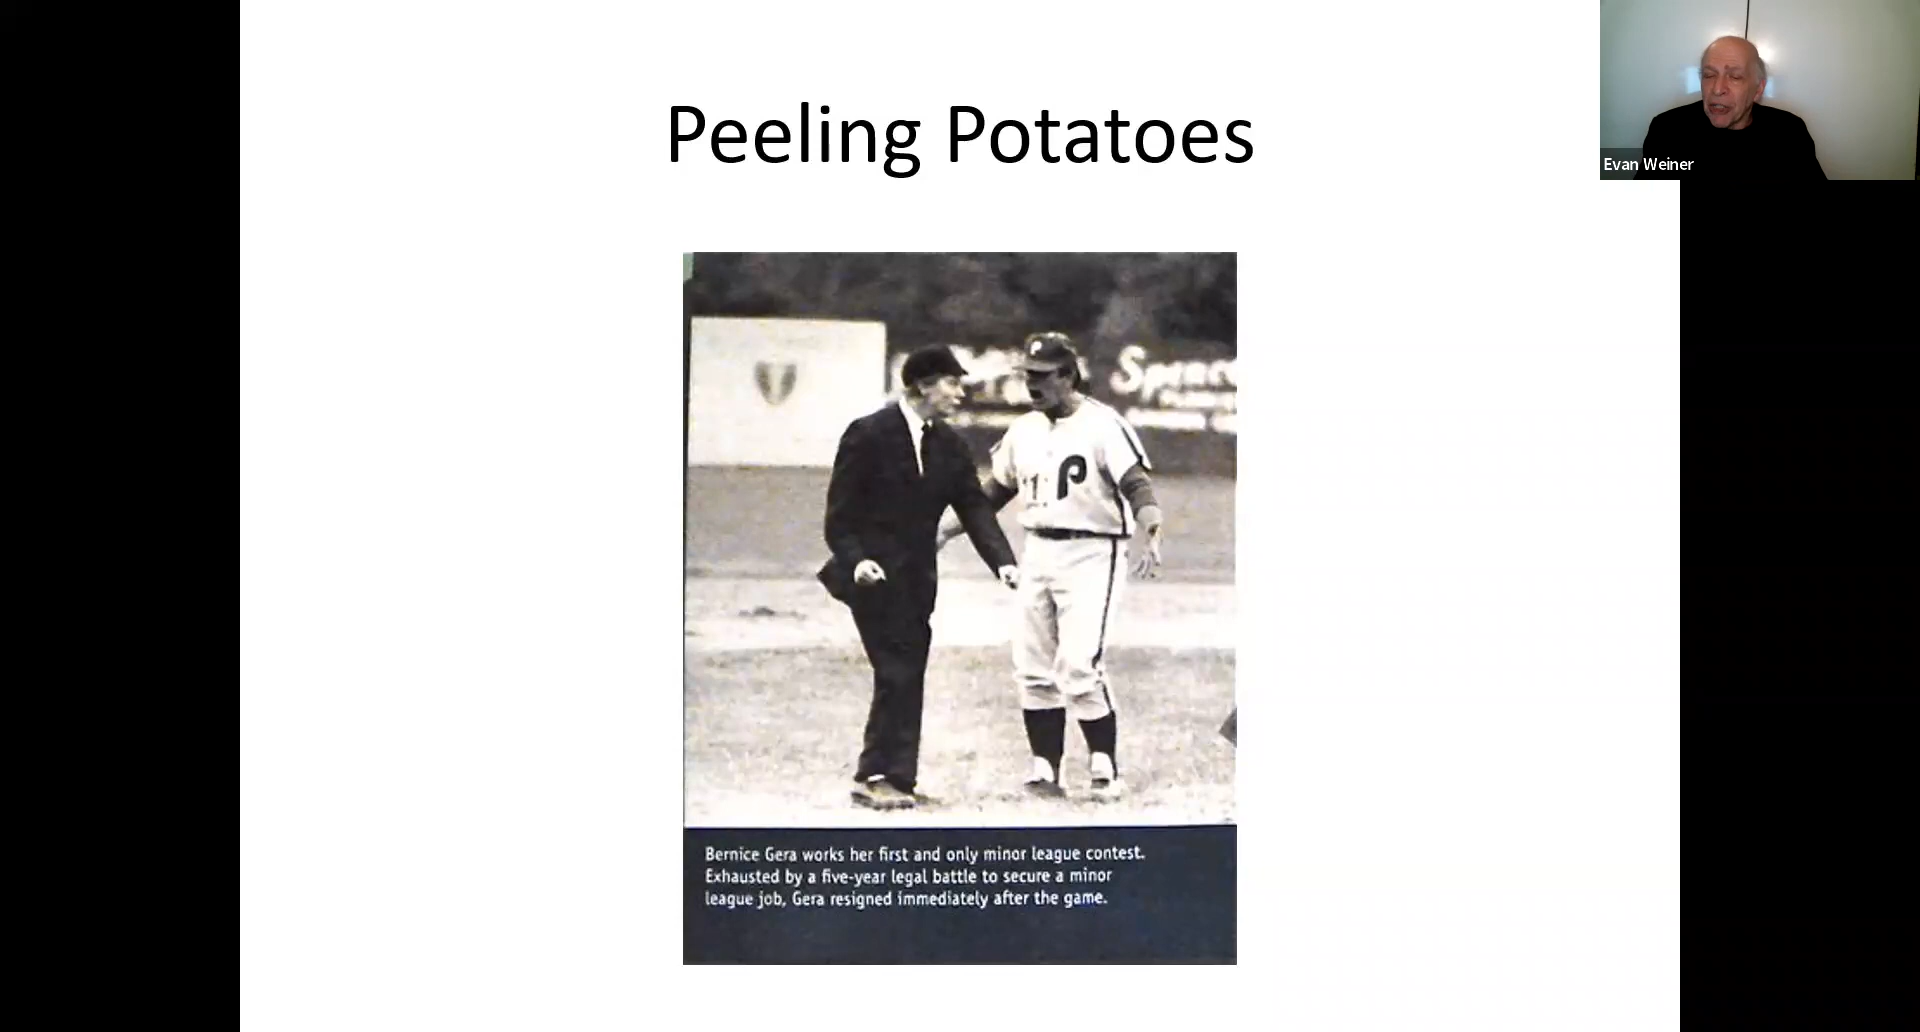 Peeling Potatoes
Evan Weiner
P
P
Bernice Gera works her first and only minor league contest.
Exhausted by a five-year legal battle to secure a minor
league job, Gera resigned immediately after the game.